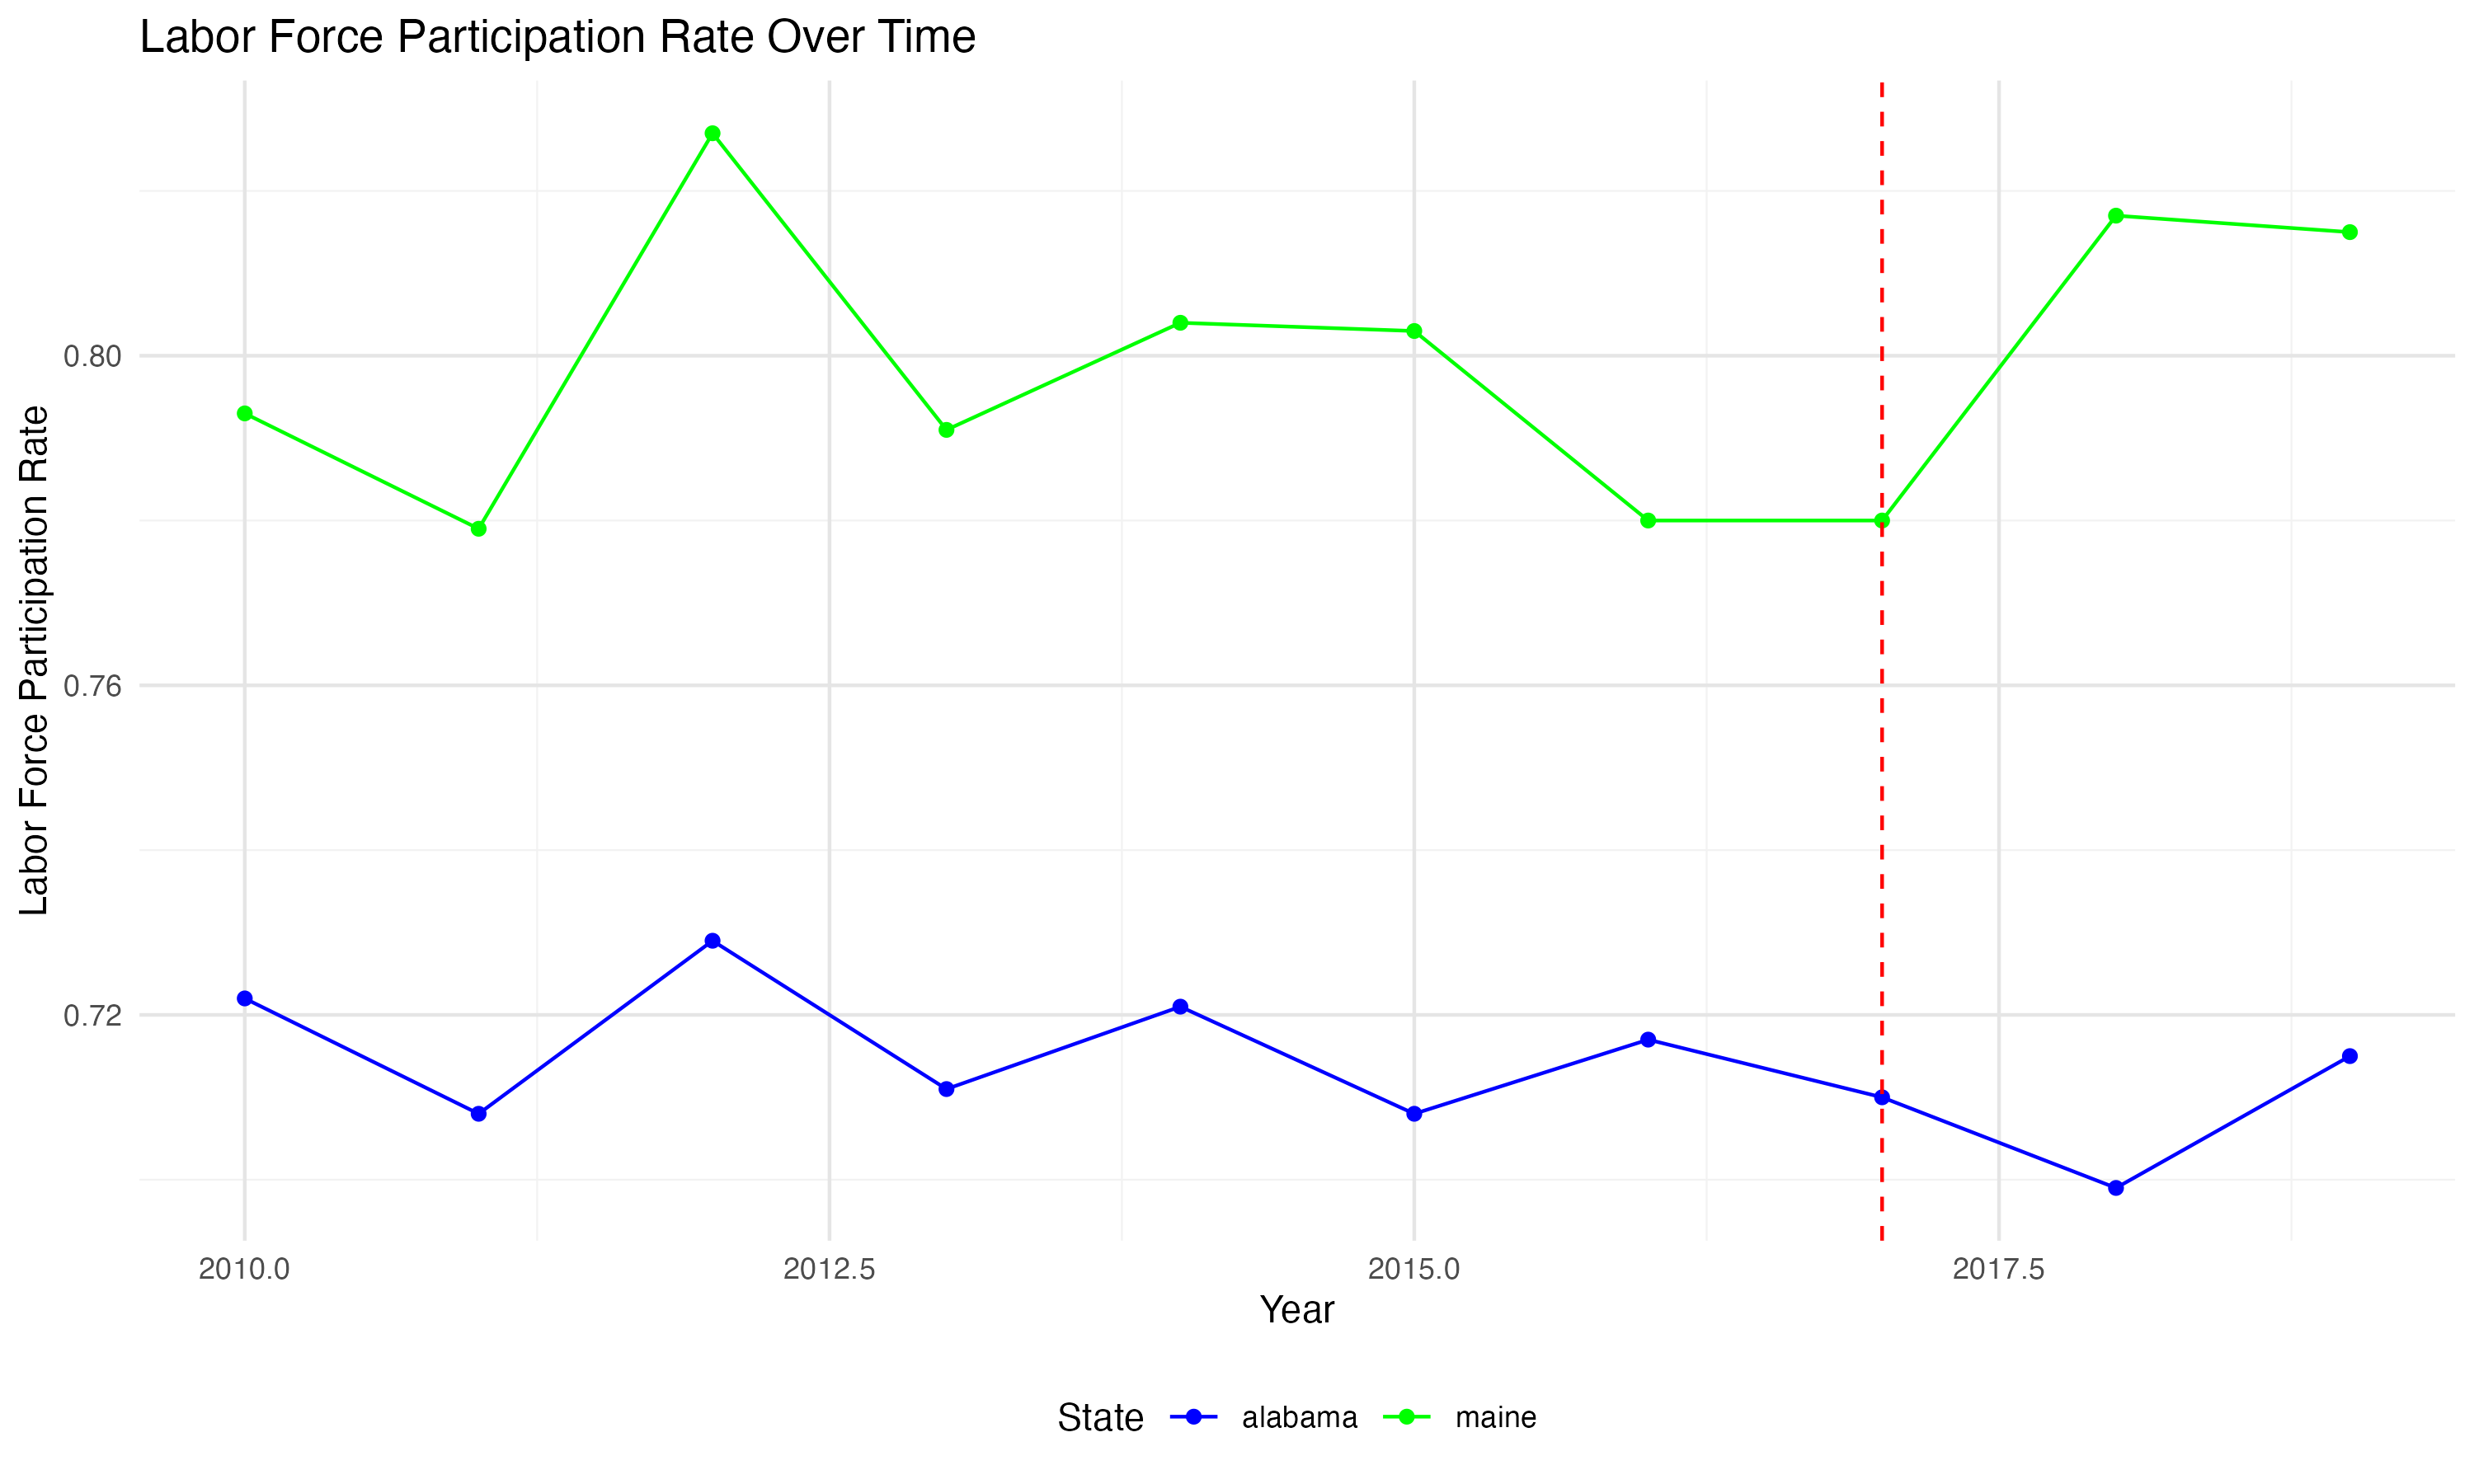 Labor Force Participation Rate Over Time
Labor Force Participation Rate
0.80
0.76
0.72
2010.0 2012.5 2015.0 2017.5
Year
State alabama maine